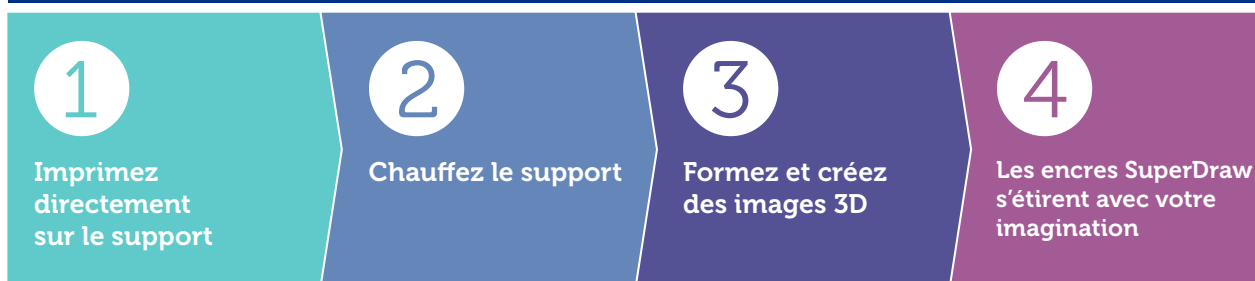 1
Imprimez
directement
sur le support
2
Chauffez le support
3
Formez et créez
des images 3D
4
Les encres SuperDraw
s’étirent avec votre
imagination